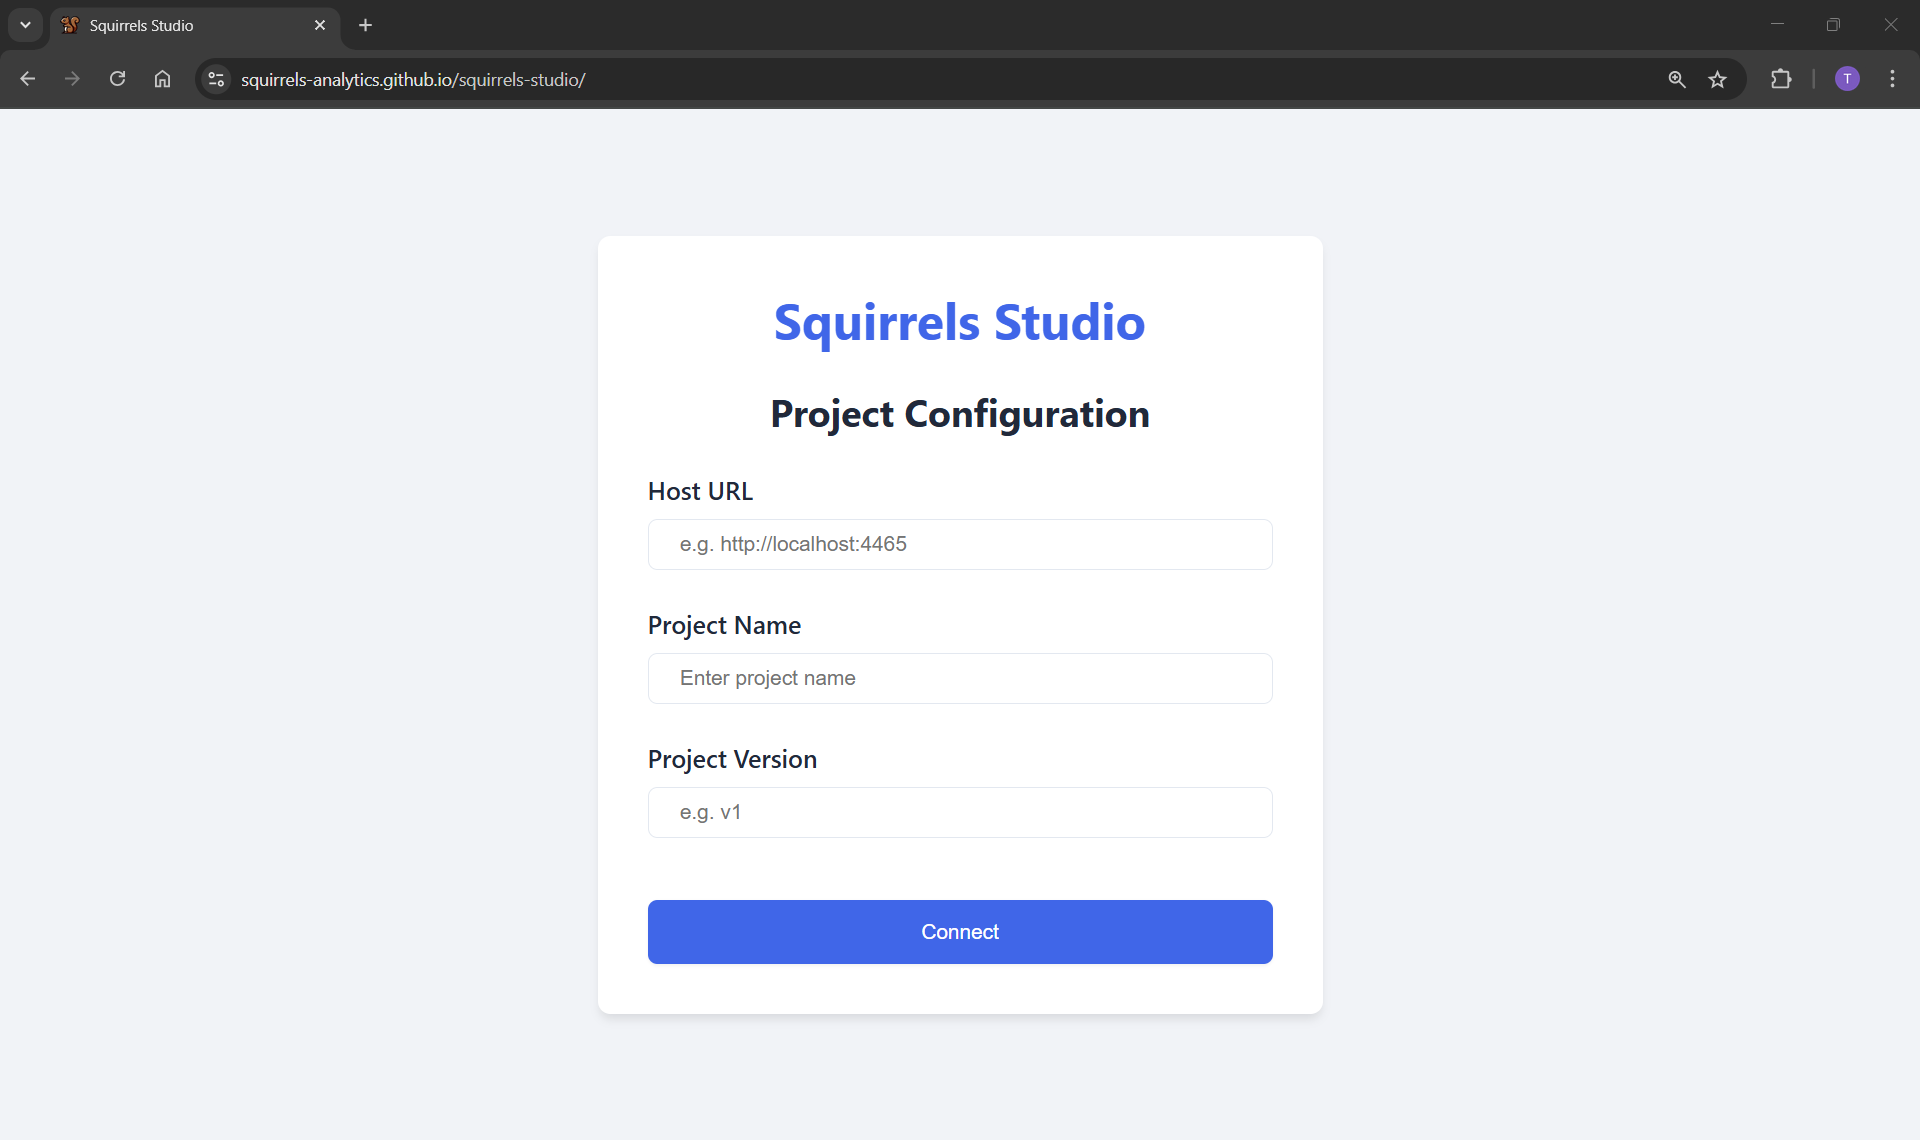 Squirrels Studio
squirrels-analytics.github.io/squirrels-studio/
T
Squirrels Studio
Project Configuration
Host URL
e.g. http://localhost:4465
Project Name
Enter project name
Project Version
e.g. v1
Connect